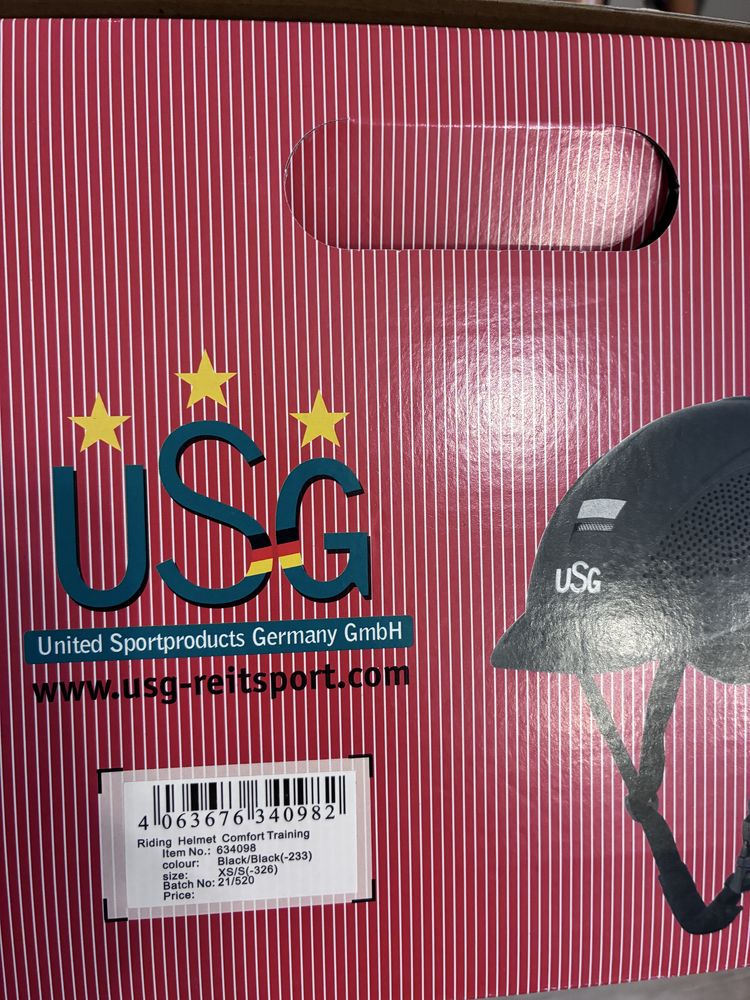 USG
United Sportproducts Germany GmbH
www.usg-reitsport.com
USG
4 063676 340982
Riding Helmet Comfort Training
Item No.: 634098
colour: Black/Black(-233)
size: XS/S(-326)
Batch No: 21/520
Price: